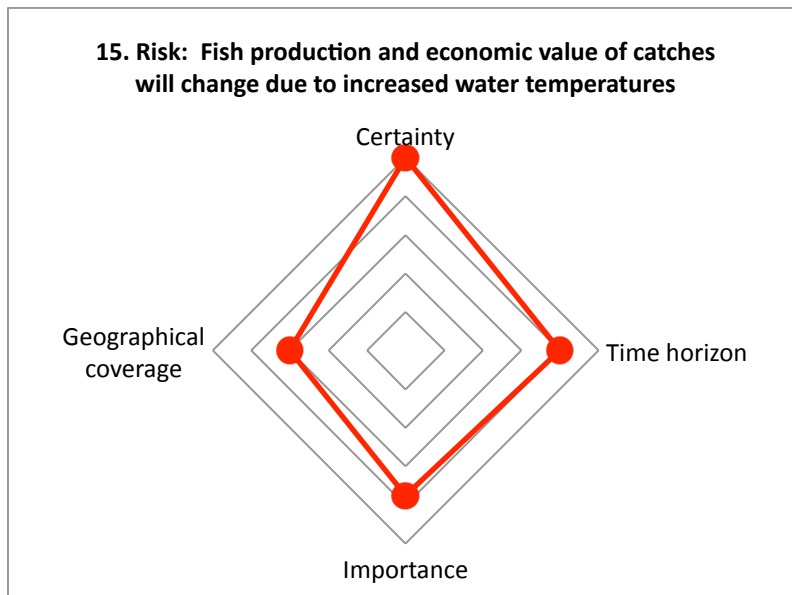 15. Risk:  Fish production and economic value of catches
will change due to increased water temperatures
Certainty
Geographical
coverage
Time horizon
Importance